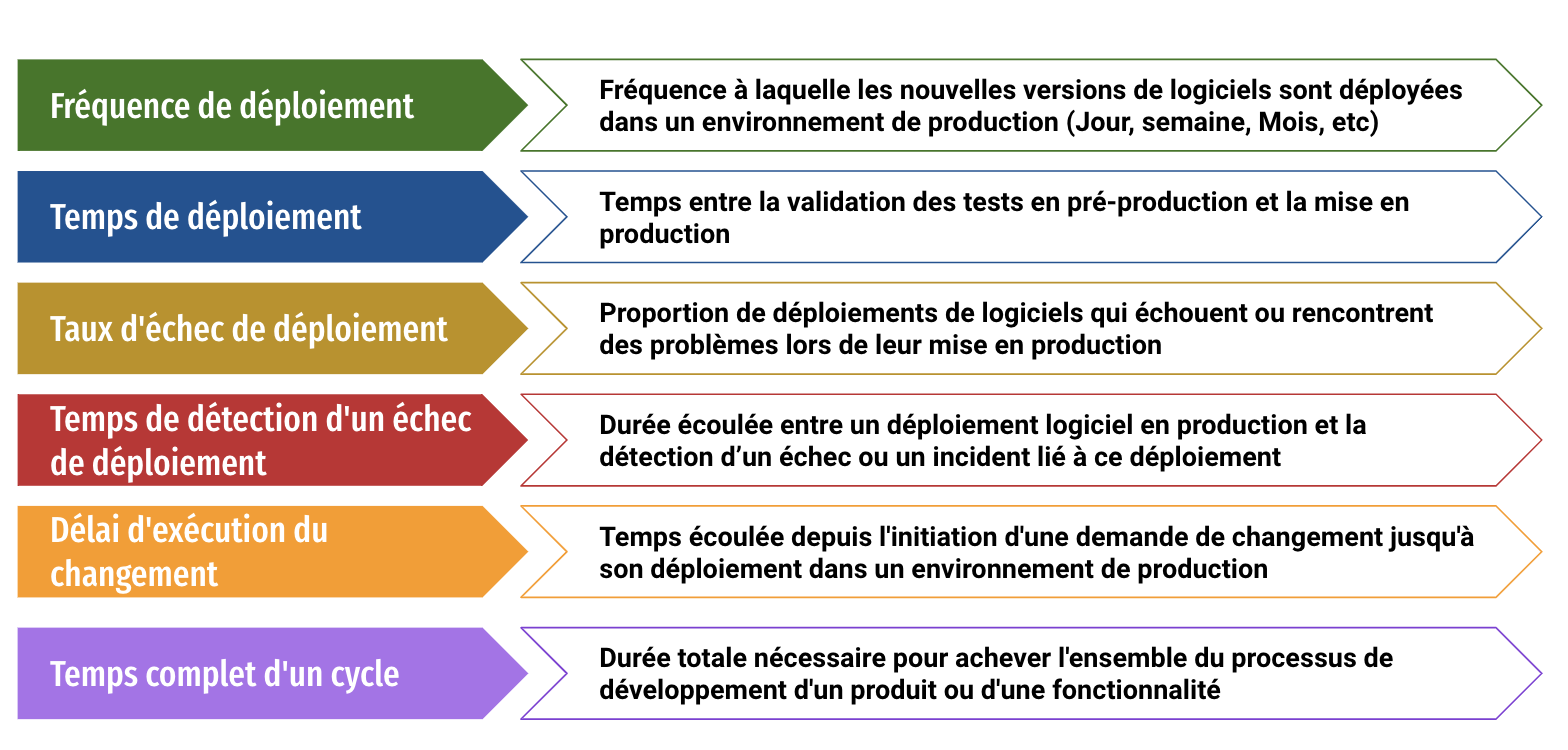 Fréquence de déploiement
Fréquence à laquelle les nouvelles versions de logiciels sont déployées
dans un environnement de production (Jour, semaine, Mois, etc)
Temps de déploiement
Temps entre la validation des tests en pré-production et la mise en
production
Taux d'échec de déploiement
Proportion de déploiements de logiciels qui échouent ou rencontrent
des problèmes lors de leur mise en production
Temps de détection d'un échec
de déploiement
Durée écoulée entre un déploiement logiciel en production et la
détection d’un échec ou un incident lié à ce déploiement
Délai d'exécution du
changement
Temps écoulée depuis l'initiation d'une demande de changement jusqu'à
son déploiement dans un environnement de production
Temps complet d'un cycle
Durée totale nécessaire pour achever l'ensemble du processus de
développement d'un produit ou d'une fonctionnalité